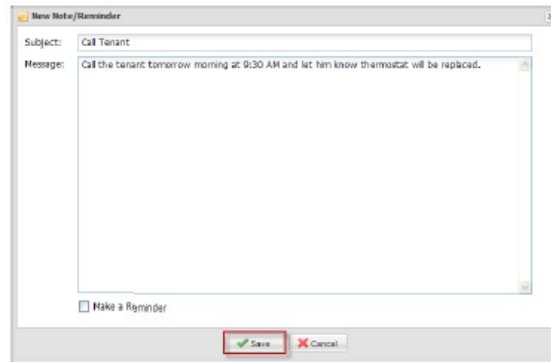 New Note/Reminder
Subject: Call Tenant
Message: Call the tenant tomorrow morning at 9:30 AM and let him know thermostat will be replaced.
Make a Reminder
Save Cancel